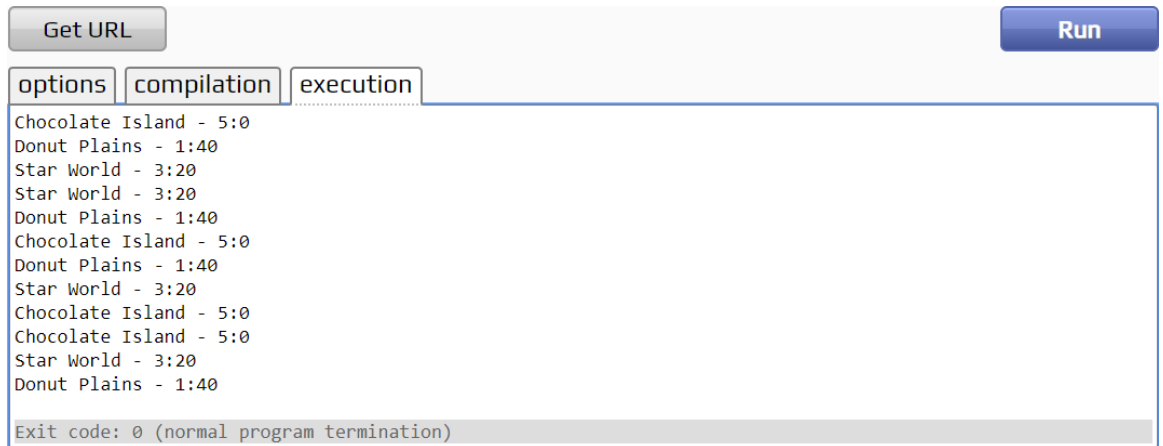 Get URL
Run
options
compilation
execution
Chocolate Island - 5:0
Donut Plains - 1:40
Star World - 3:20
Star World - 3:20
Donut Plains - 1:40
Chocolate Island - 5:0
Donut Plains - 1:40
Star World - 3:20
Chocolate Island - 5:0
Chocolate Island - 5:0
Star World - 3:20
Donut Plains - 1:40
Exit code: 0 (normal program termination)